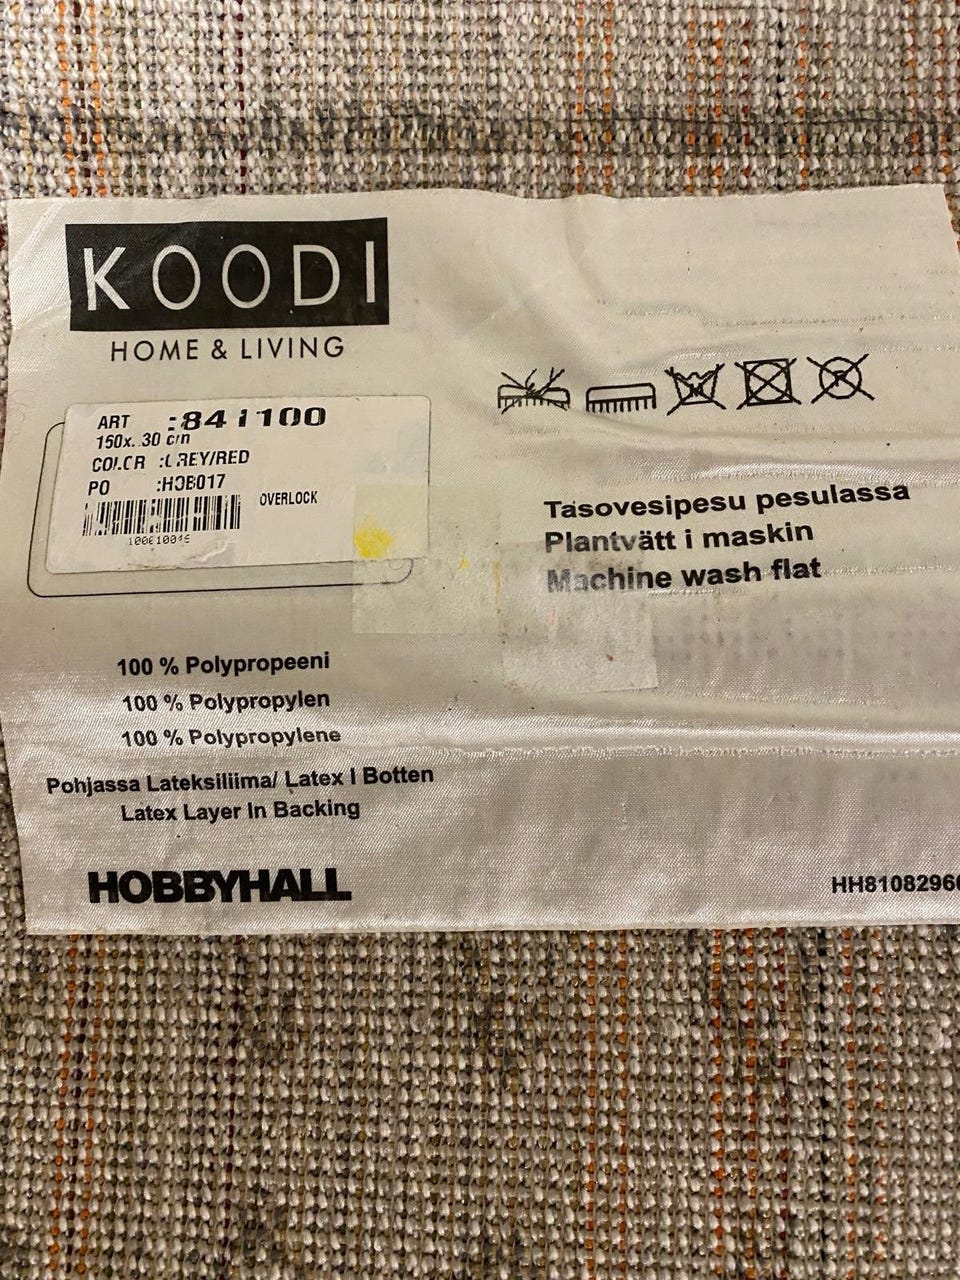 KOODI
HOME & LIVING
ART
150x. 30 cm
COLOR :GREY/RED
PO :HOB017
OVERLOCK
Tasovesipesu pesulassa
Plantvätt i maskin
Machine wash flat
100 % Polypropeeni
100 % Polypropylen
100 % Polypropylene
Pohjassa Lateksiliima/ Latex I Botten
Latex Layer In Backing
HOBBYHALL
HH8108296